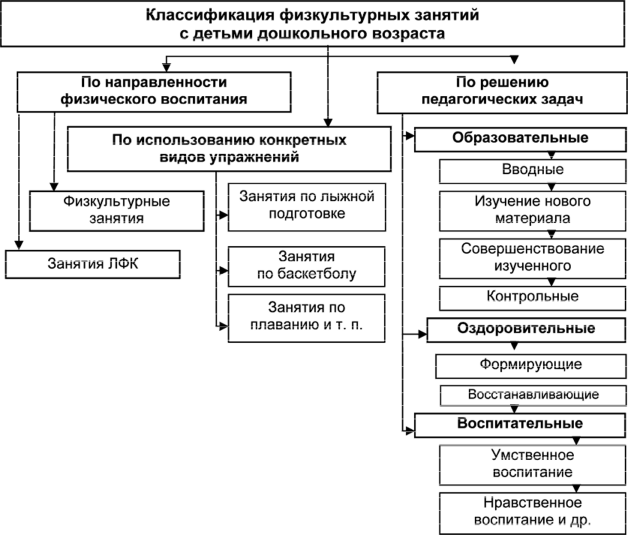 Классификация физкультурных занятий
с детьми дошкольного возраста
По направленности
физического воспитания
По решению
педагогических задач
По использованию конкретных
видов упражнений
Образовательные
Вводные
Физкультурные
занятия
Занятия по лыжной
подготовке
Изучение нового
материала
Занятия ЛФК
Занятия
по баскетболу
Совершенствование
изученного
Занятия по
плаванию и т. п.
Контрольные
Оздоровительные
Формирующие
Восстанавливающие
Воспитательные
Умственное
воспитание
Нравственное
воспитание и др.